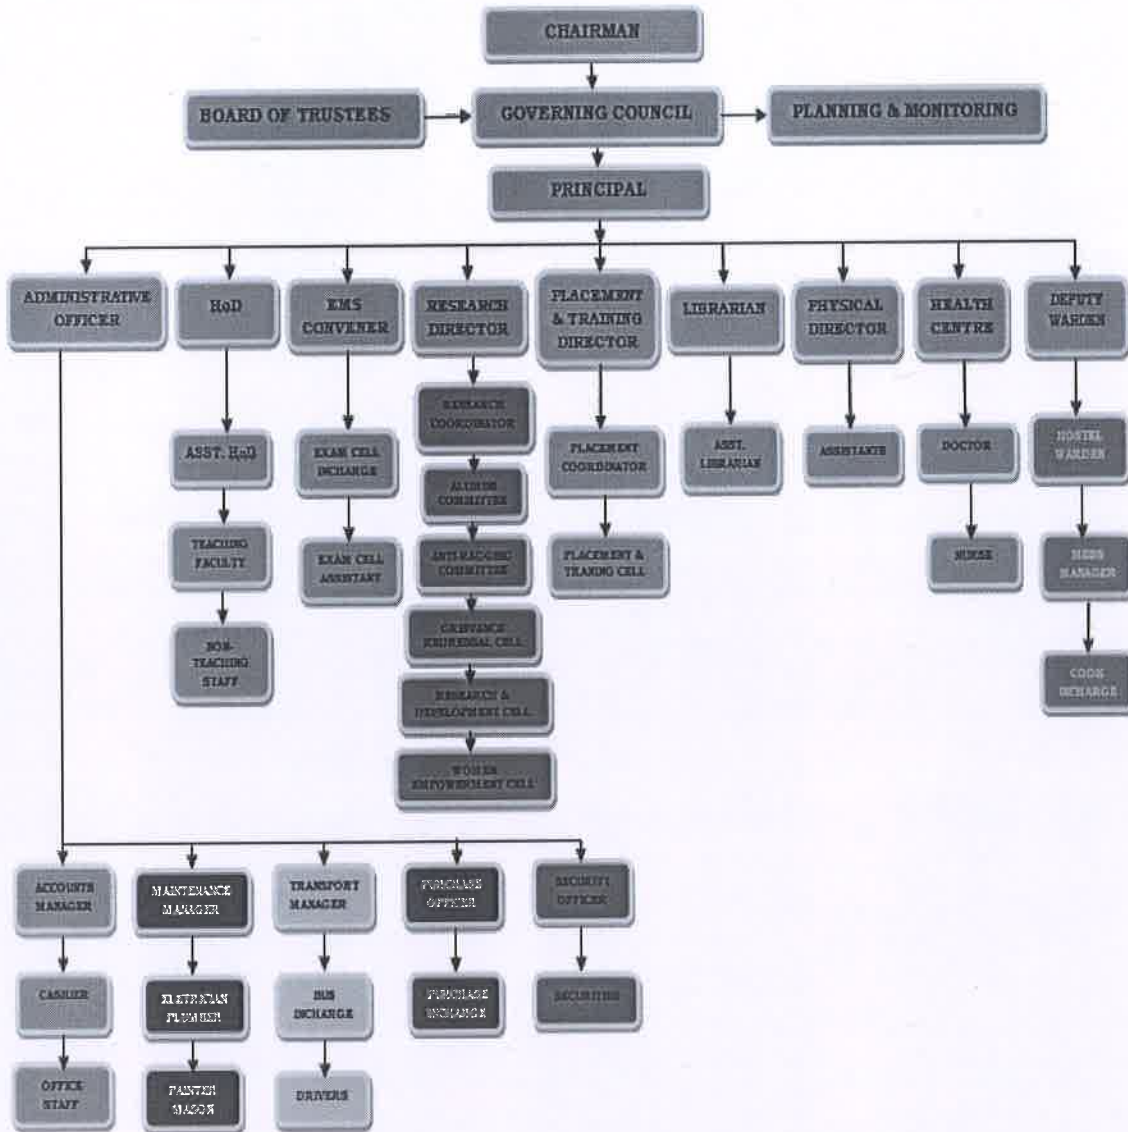 CHAIRMAN
BOARD OF TRUSTEES
GOVERNING COUNCIL
PLANNING & MONITORING
PRINCIPAL
ADMINISTRATIVE
OFFICER
HoD
EMS
CONVENER
RESEARCH
DIRECTOR
PLACEMENT
& TRAINING
DIRECTOR
LIBRARIAN
PHYSICAL
DIRECTOR
HEALTH
CENTRE
DEPUTY
WARDEN
RESEARCH
COORDINATOR
ASST. HoD
EXAM CELL
INCHARGE
PLACEMENT
COORDINATOR
ASST.
LIBRARIAN
ASSISTANTS
DOCTOR
HOSTEL
WARDEN
ALUMNI
COMMITTEE
TEACHING
FACULTY
EXAM CELL
ASSISTANT
ANTI-RAGGING
COMMITTEE
PLACEMENT &
TRAINING CELL
NURSE
MESS
MANAGER
NON-
TEACHING
STAFF
GRIEVANCE
REDRESSAL CELL
COOK
INCHARGE
RESEARCH &
DEVELOPMENT CELL
WOMEN
EMPOWERMENT CELL
ACCOUNTS
MANAGER
MAINTENANCE
MANAGER
TRANSPORT
MANAGER
PURCHASE
OFFICER
SECURITY
OFFICER
CASHIER
ELETRICIAN
PLUMBER
BUS
INCHARGE
PURCHASE
INCHARGE
SECURITIES
OFFICE
STAFF
PAINTER
MASON
DRIVERS